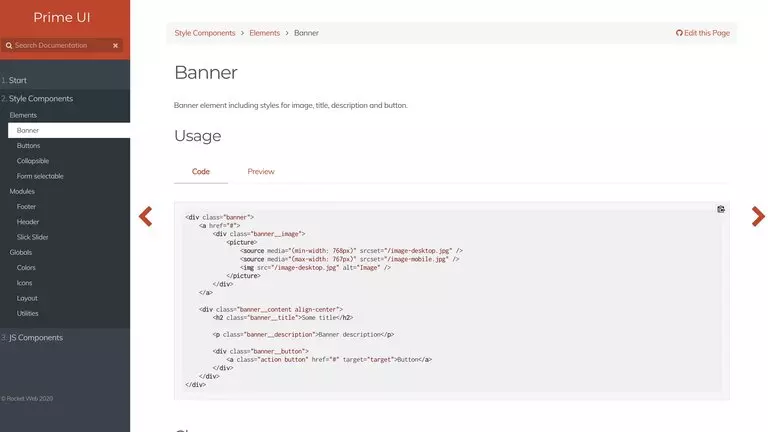 Prime UI
Search Documentation
1. Start
2. Style Components
Elements
Banner
Buttons
Collapsible
Form selectable
Modules
Footer
Header
Slick Slider
Globals
Colors
Icons
Layout
Utilities
3. JS Components
© Rocket Web 2020
Style Components > Elements > Banner
Edit this Page
Banner
Banner element including styles for image, title, description and button.
Usage
Code Preview
<div class="banner">
    <a href="#">
        <div class="banner__image">
            <picture>
                <source media="(min-width: 768px)" srcset="/image-desktop.jpg" />
                <source media="(max-width: 767px)" srcset="/image-mobile.jpg" />
                <img src="/image-desktop.jpg" alt="Image" />
            </picture>
        </div>
    </a>
    <div class="banner__content align-center">
        <h2 class="banner__title">Some title</h2>
        <p class="banner__description">Banner description</p>
        <div class="banner__button">
            <a class="action button" href="#" target="target">Button</a>
        </div>
    </div>
</div>